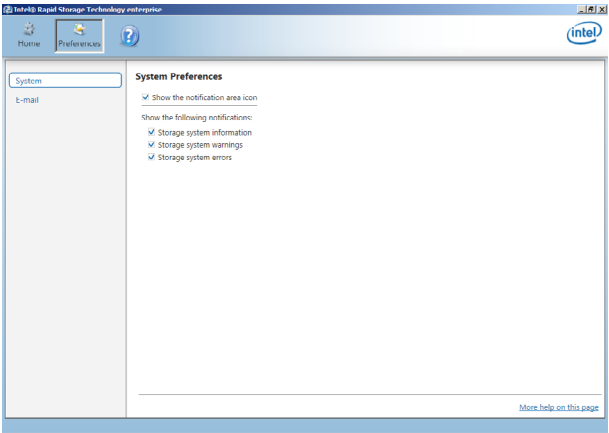 Intel® Rapid Storage Technology enterprise
Home
Preferences
?
intel
System
E-mail
System Preferences
Show the notification area icon
Show the following notifications:
Storage system information
Storage system warnings
Storage system errors
More help on this page